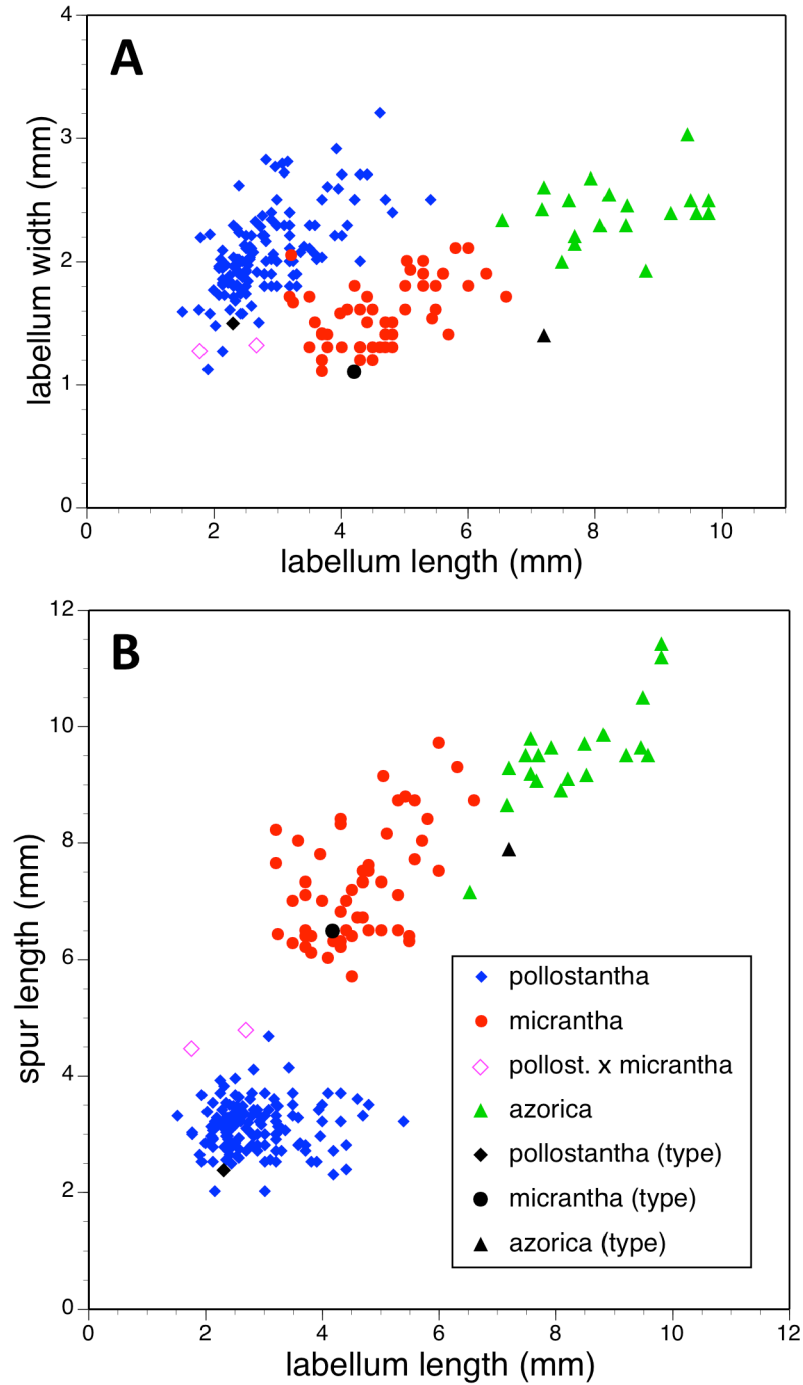 A
4
3
2
1
0
labellum width (mm)
0 2 4 6 8 10
labellum length (mm)
B
12
10
8
6
4
2
0
spur length (mm)
pollostantha
micrantha
pollost. x micrantha
azorica
pollostantha (type)
micrantha (type)
azorica (type)
0 2 4 6 8 10 12
labellum length (mm)